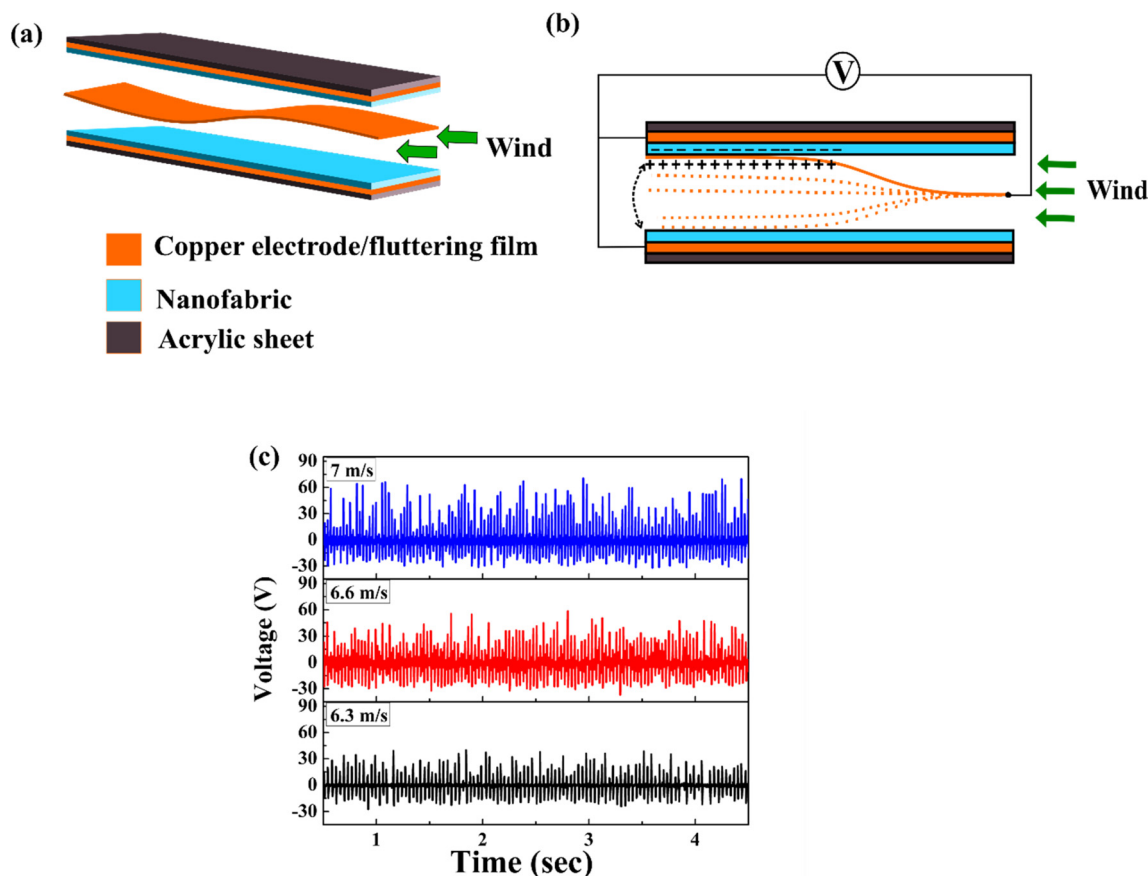 (a)
Wind
Copper electrode/fluttering film
Nanofabric
Acrylic sheet
(b)
V
Wind
(c)
Voltage (V)
7 m/s
90
60
30
0
-30
6.6 m/s
90
60
30
0
-30
6.3 m/s
90
60
30
0
-30
1 2 3 4
Time (sec)